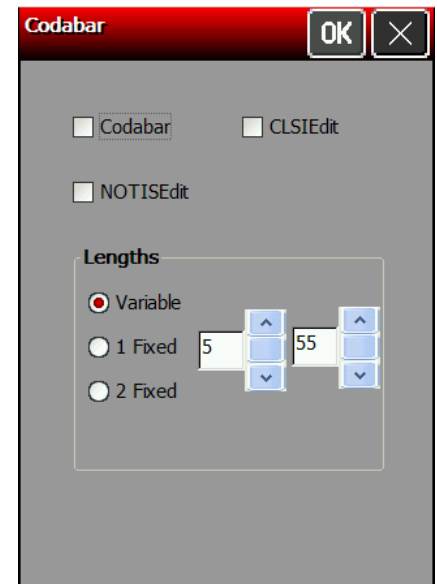 Codabar OK
Codabar CLSIEdit
NOTISEdit
Lengths
Variable
1 Fixed 5 55
2 Fixed